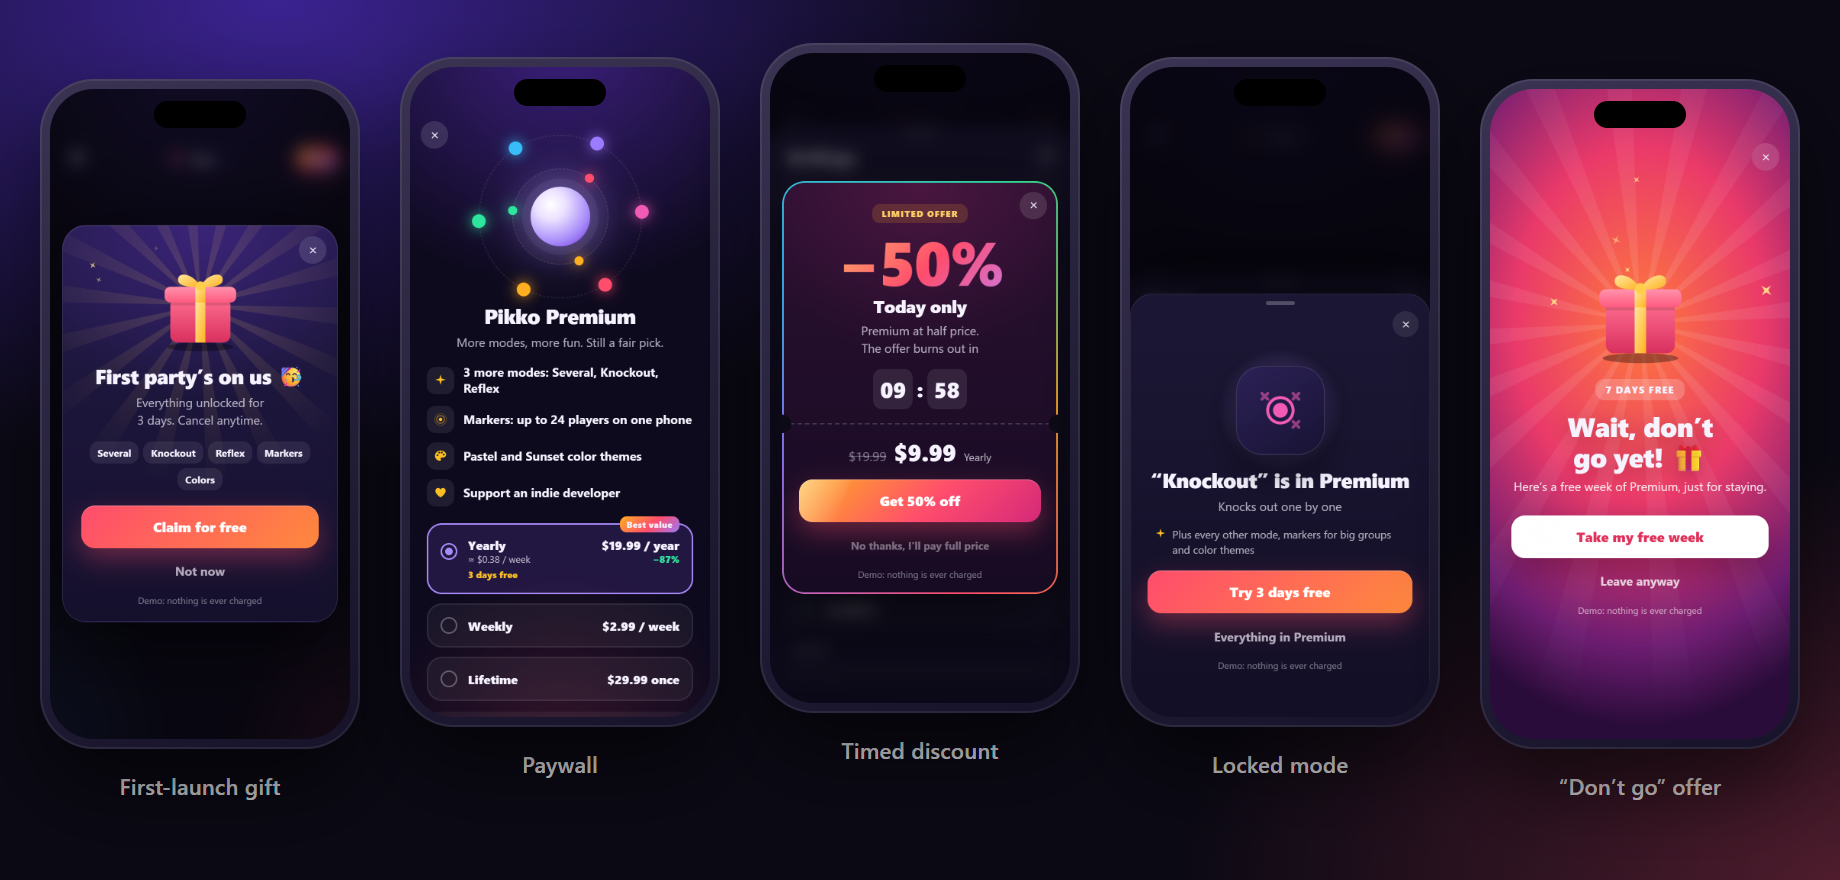 First party's on us 🥳
Everything unlocked for
3 days. Cancel anytime.
Several
Knockout
Reflex
Markers
Colors
Claim for free
Not now
Demo: nothing is ever charged
First-launch gift
Pikko Premium
More modes, more fun. Still a fair pick.
3 more modes: Several, Knockout,
Reflex
Markers: up to 24 players on one phone
Pastel and Sunset color themes
Support an indie developer
Best value
Yearly
$19.99 / year
≈ $0.38 / week
−87%
3 days free
Weekly
$2.99 / week
Lifetime
$29.99 once
Paywall
LIMITED OFFER
−50%
Today only
Premium at half price.
The offer burns out in
09 : 58
$19.99 $9.99 Yearly
Get 50% off
No thanks, I'll pay full price
Demo: nothing is ever charged
Timed discount
“Knockout” is in Premium
Knocks out one by one
Plus every other mode, markers for big groups
and color themes
Try 3 days free
Everything in Premium
Demo: nothing is ever charged
Locked mode
7 DAYS FREE
Wait, don't
go yet! 🎁
Here's a free week of Premium, just for staying.
Take my free week
Leave anyway
Demo: nothing is ever charged
“Don't go” offer